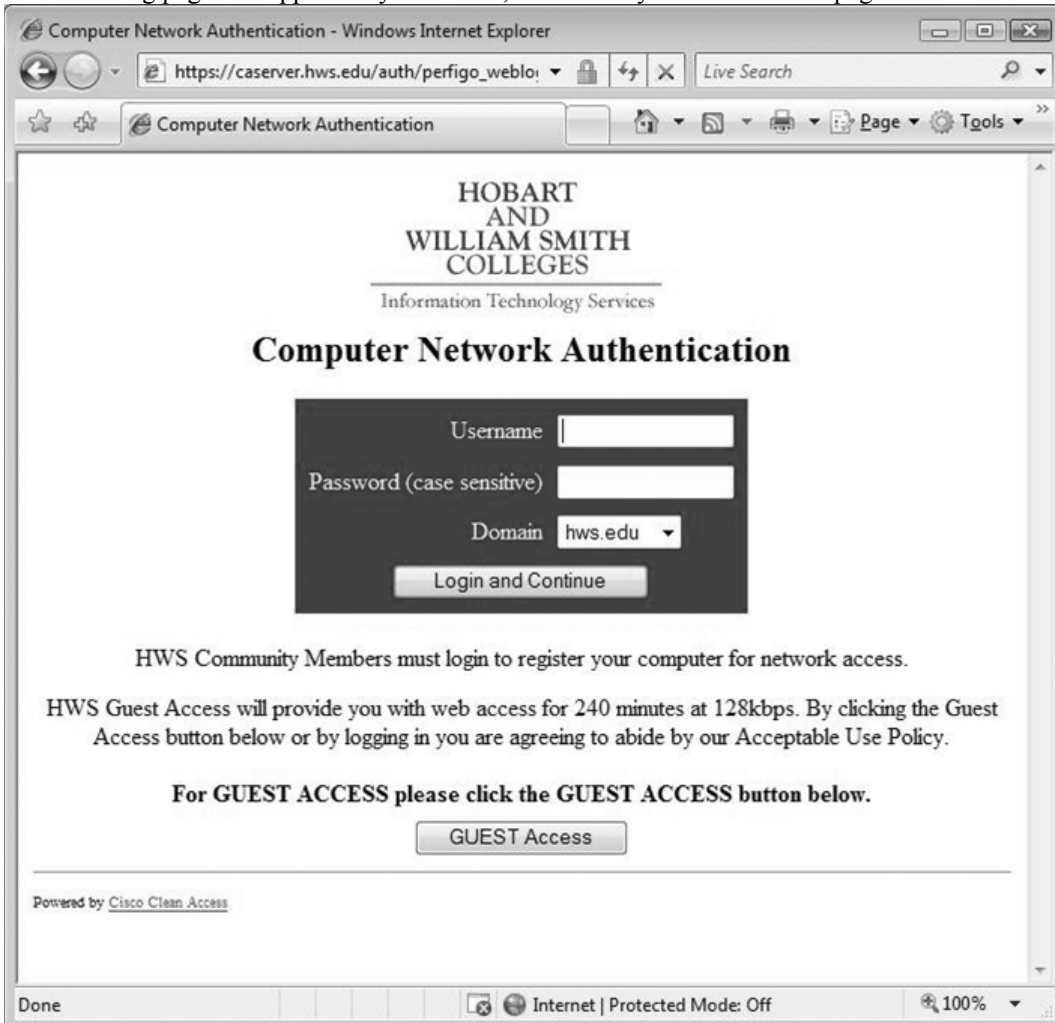 Computer Network Authentication - Windows Internet Explorer
https://caserver.hws.edu/auth/perfigo_weblo
Live Search
Computer Network Authentication
Page
Tools
HOBART
AND
WILLIAM SMITH
COLLEGES
Information Technology Services
Computer Network Authentication
Username
Password (case sensitive)
Domain hws.edu
Login and Continue
HWS Community Members must login to register your computer for network access.
HWS Guest Access will provide you with web access for 240 minutes at 128kbps. By clicking the Guest
Access button below or by logging in you are agreeing to abide by our Acceptable Use Policy.
For GUEST ACCESS please click the GUEST ACCESS button below.
GUEST Access
Powered by Cisco Clean Access
Done
Internet | Protected Mode: Off
100%